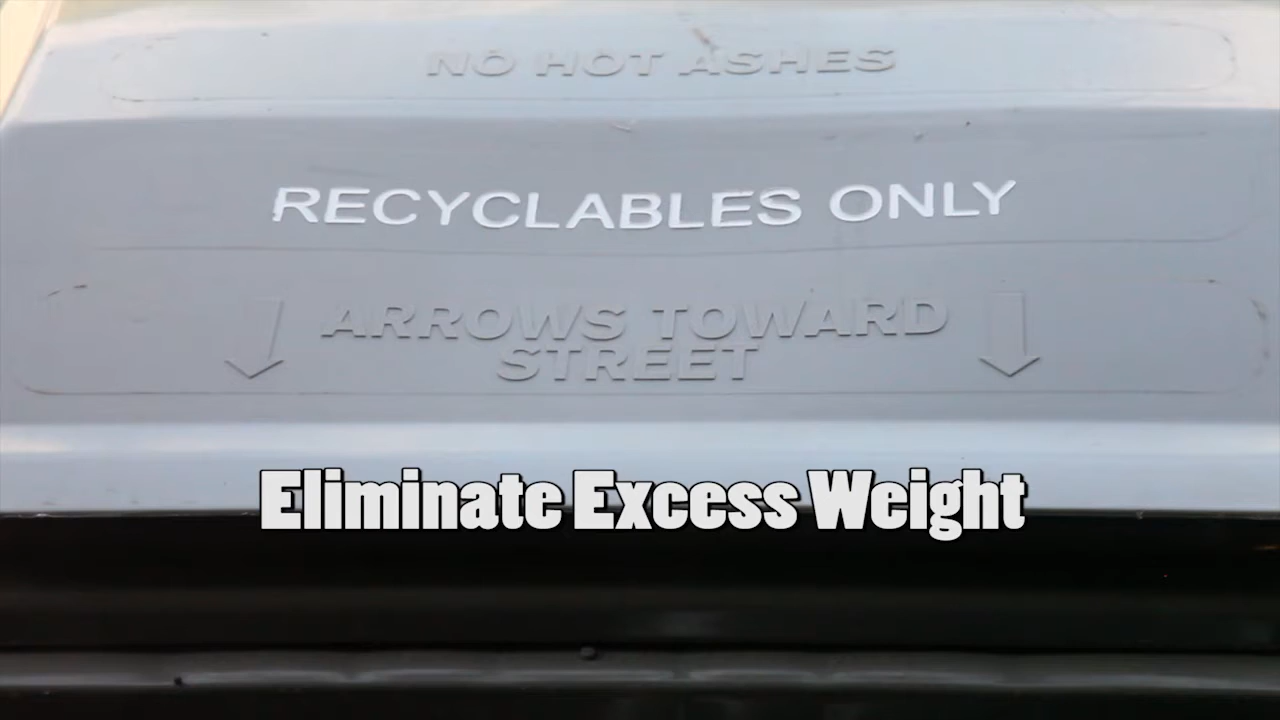 NO HOT ASHES
RECYCLABLES ONLY
ARROWS TOWARD
STREET
Eliminate Excess Weight